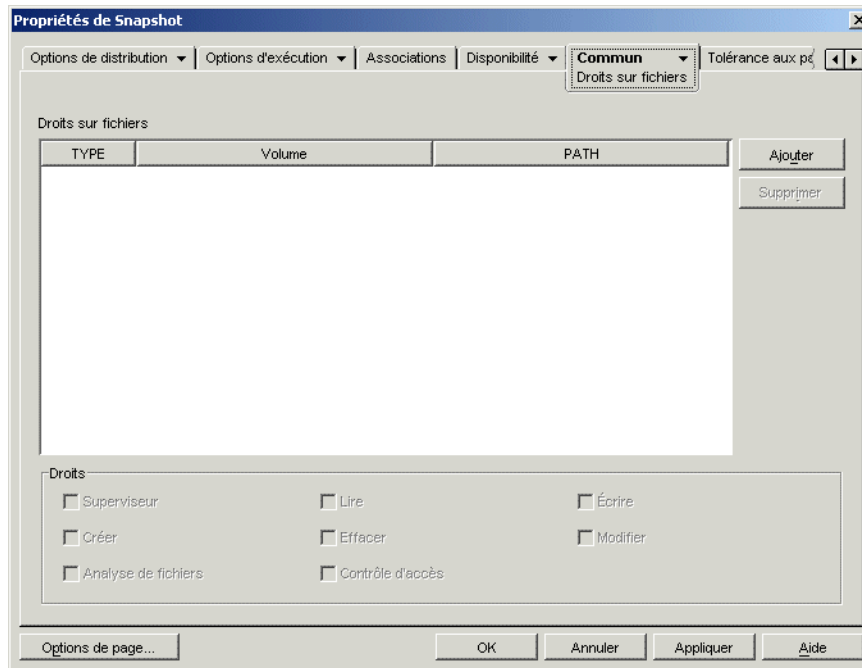 Propriétés de Snapshot
Options de distribution Options d'exécution Associations Disponibilité Commun Tolérance aux
Droits sur fichiers
Droits sur fichiers
TYPE Volume PATH
Ajouter
Supprimer
Droits
Superviseur Lire Écrire
Créer Effacer Modifier
Analyse de fichiers Contrôle d'accès
Options de page... OK Annuler Appliquer Aide